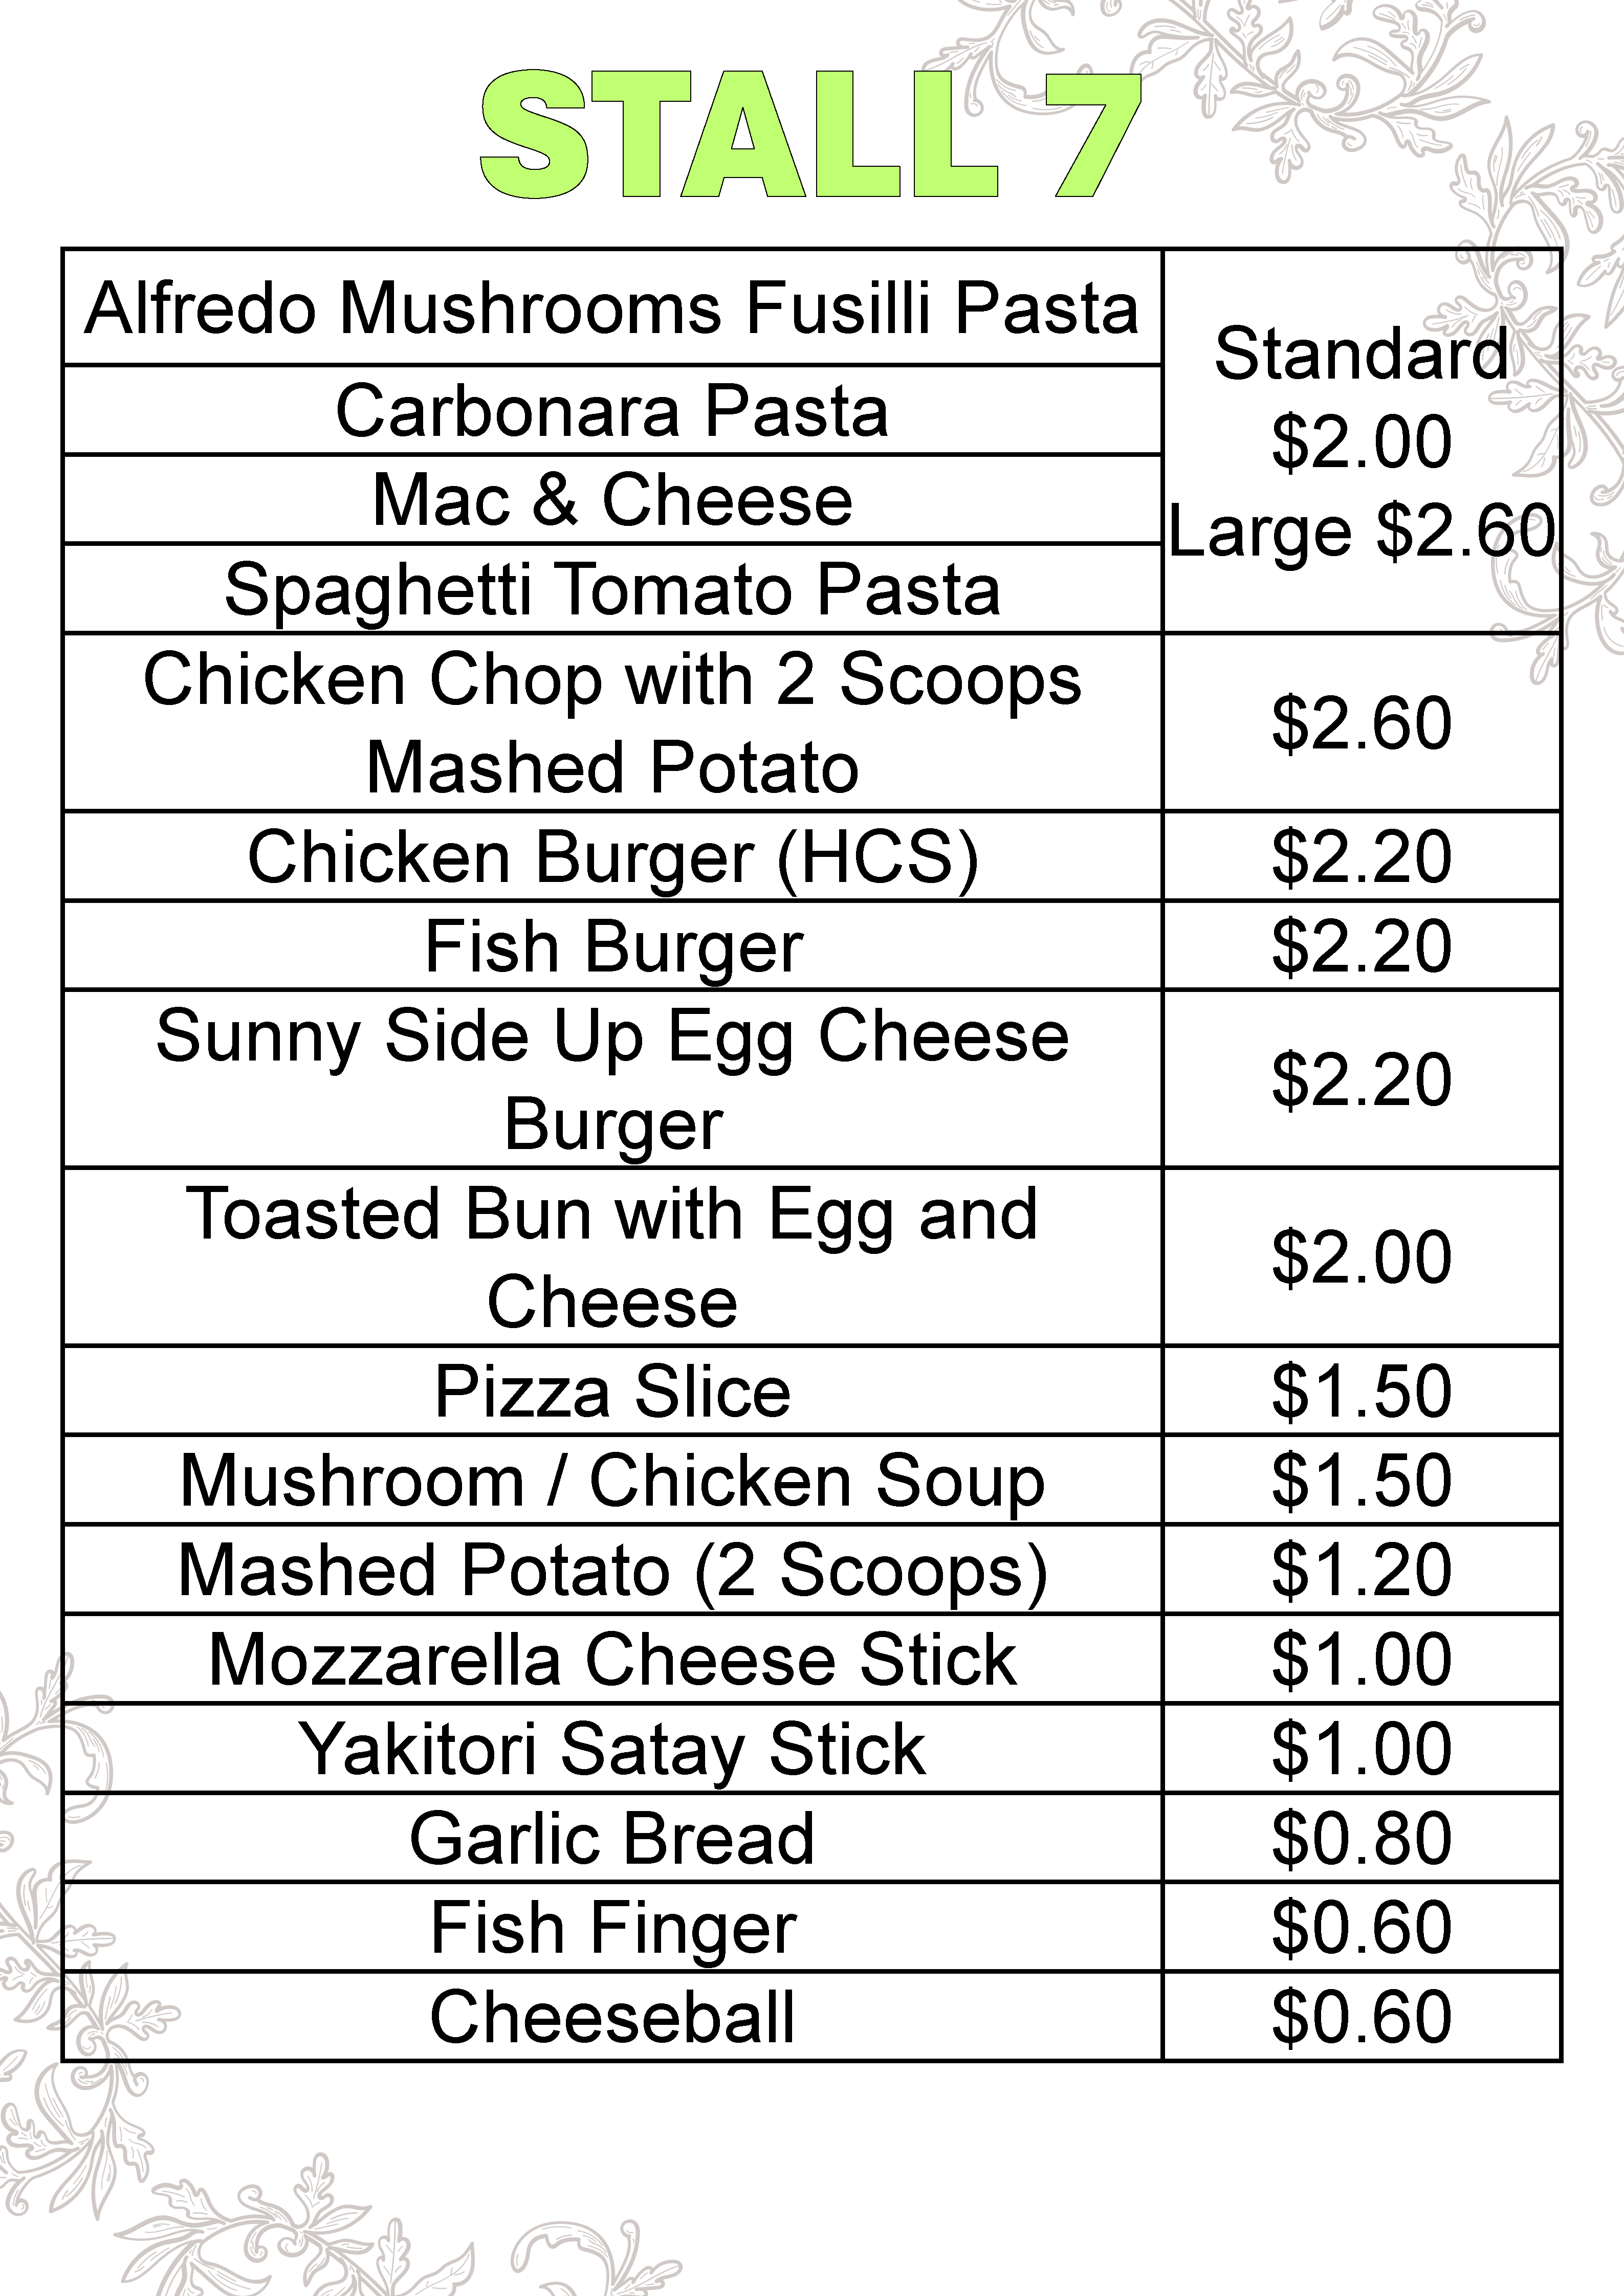 STALL 7
Alfredo Mushrooms Fusilli Pasta
Carbonara Pasta
Mac & Cheese
Spaghetti Tomato Pasta
Standard
$2.00
Large $2.60
Chicken Chop with 2 Scoops
Mashed Potato
$2.60
Chicken Burger (HCS)
$2.20
Fish Burger
$2.20
Sunny Side Up Egg Cheese
Burger
$2.20
Toasted Bun with Egg and
Cheese
$2.00
Pizza Slice
$1.50
Mushroom / Chicken Soup
$1.50
Mashed Potato (2 Scoops)
$1.20
Mozzarella Cheese Stick
$1.00
Yakitori Satay Stick
$1.00
Garlic Bread
$0.80
Fish Finger
$0.60
Cheeseball
$0.60